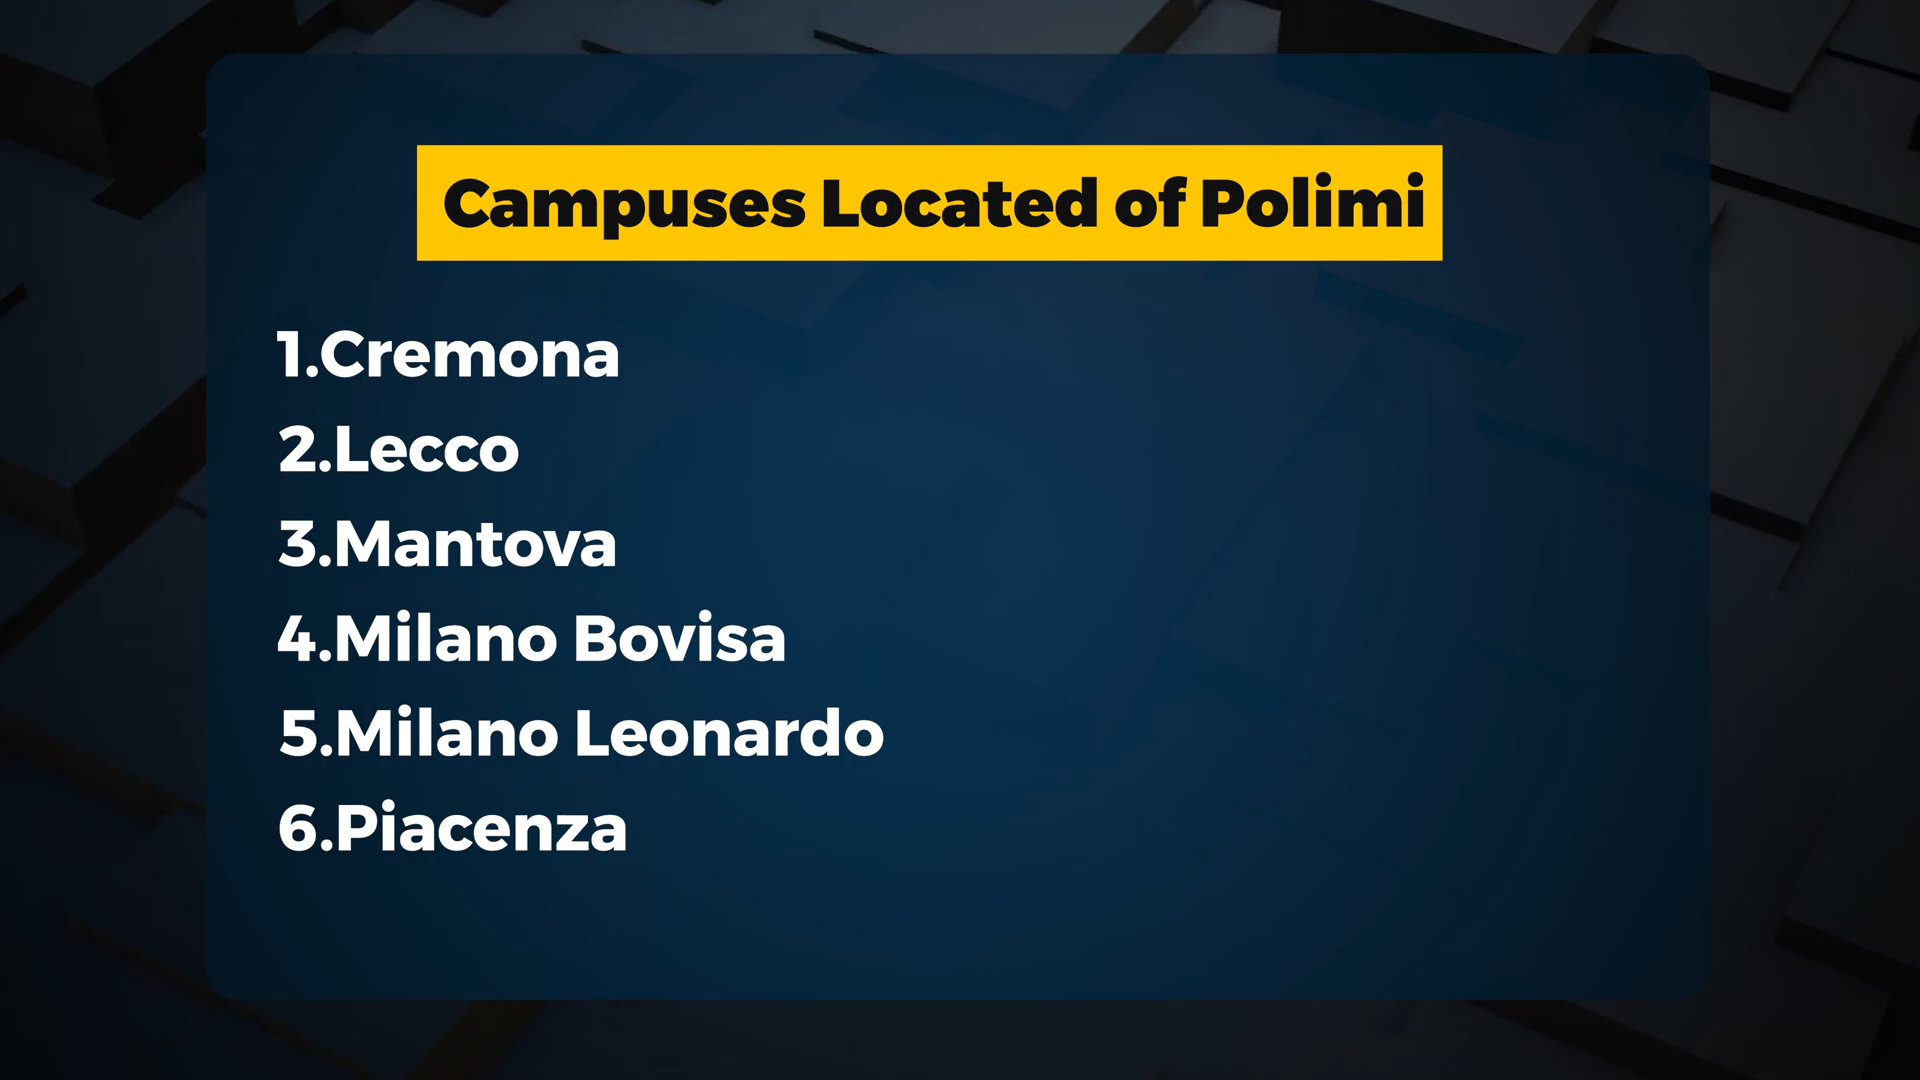 Campuses Located of Polimi
1.Cremona
2.Lecco
3.Mantova
4.Milano Bovisa
5.Milano Leonardo
6.Piacenza